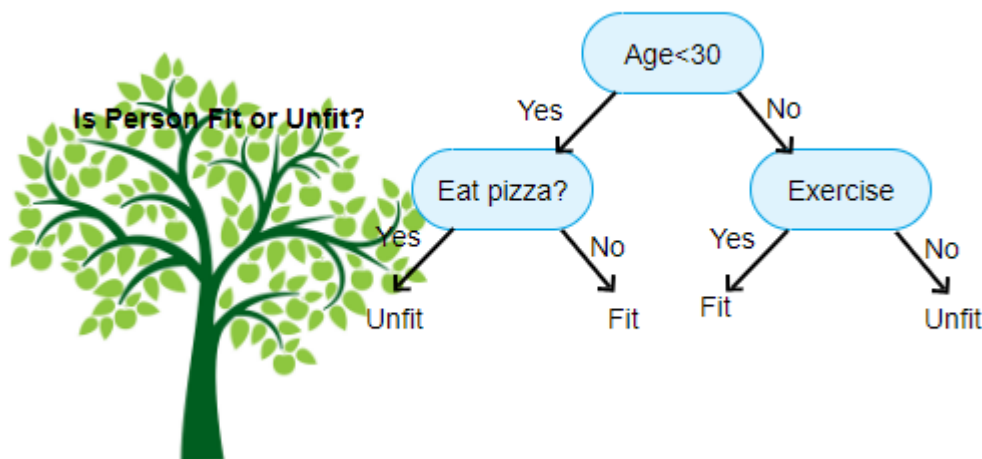 Age<30
Is Person Fit or Unfit?
Yes
No
Eat pizza?
Exercise
Yes
No
Yes
No
Unfit
Fit
Fit
Unfit